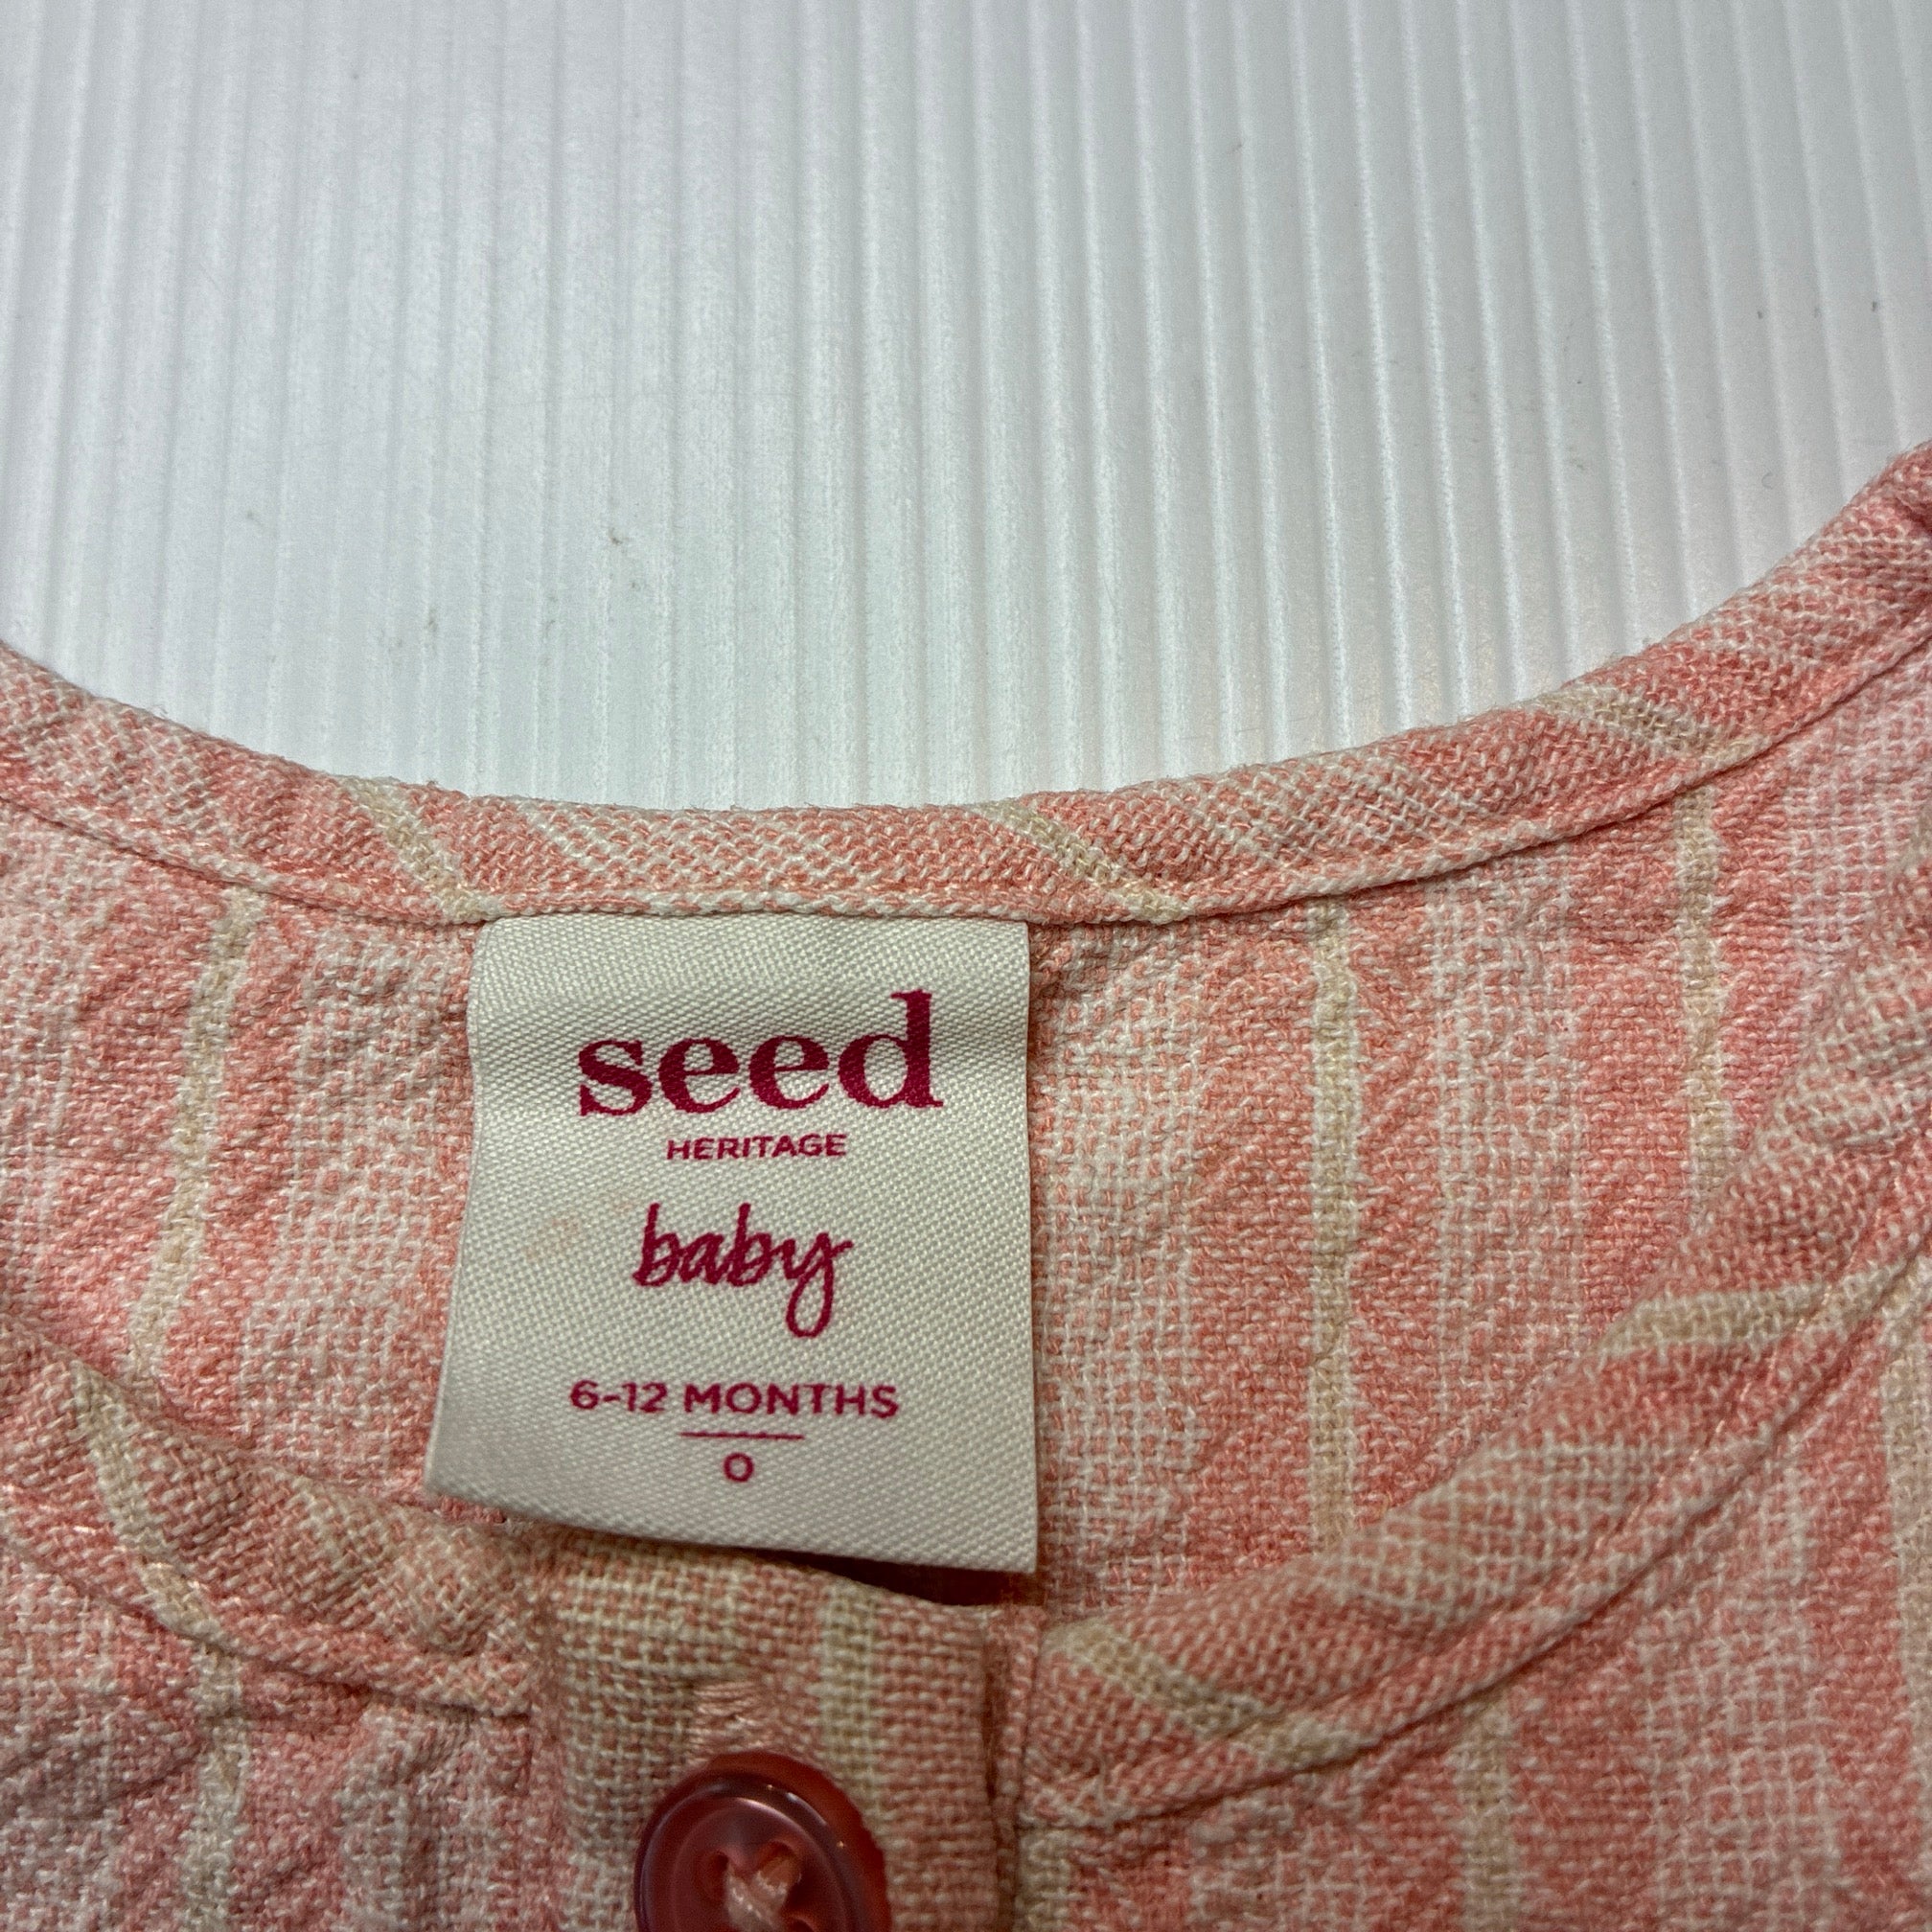 seed
HERITAGE
baby
6-12 MONTHS
0